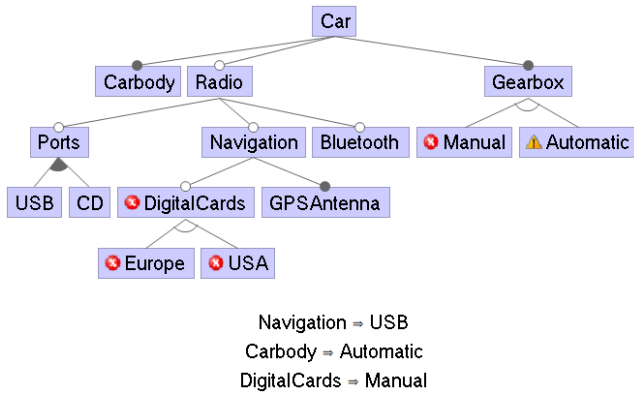 Car
Carbody Radio Gearbox
Ports Navigation Bluetooth Manual Automatic
USB CD DigitalCards GPSAntenna
Europe USA
Navigation ⇒ USB
Carbody ⇒ Automatic
DigitalCards ⇒ Manual